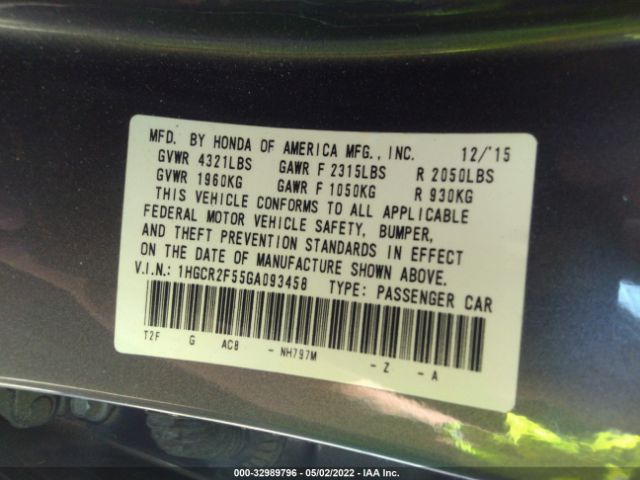 MFD. BY HONDA OF AMERICA MFG., INC. 12/'15
GVWR 4321LBS GAWR F 2315LBS R 2050LBS
GVWR 1960KG GAWR F 1050KG R 930KG
THIS VEHICLE CONFORMS TO ALL APPLICABLE
FEDERAL MOTOR VEHICLE SAFETY, BUMPER,
AND THEFT PREVENTION STANDARDS IN EFFECT
ON THE DATE OF MANUFACTURE SHOWN ABOVE.
V.I.N.: 1HGCR2F55GA093458 TYPE: PASSENGER CAR
T2F G AC8 - NH797M - Z - A
000-32989796 - 05/02/2022 - IAA Inc.